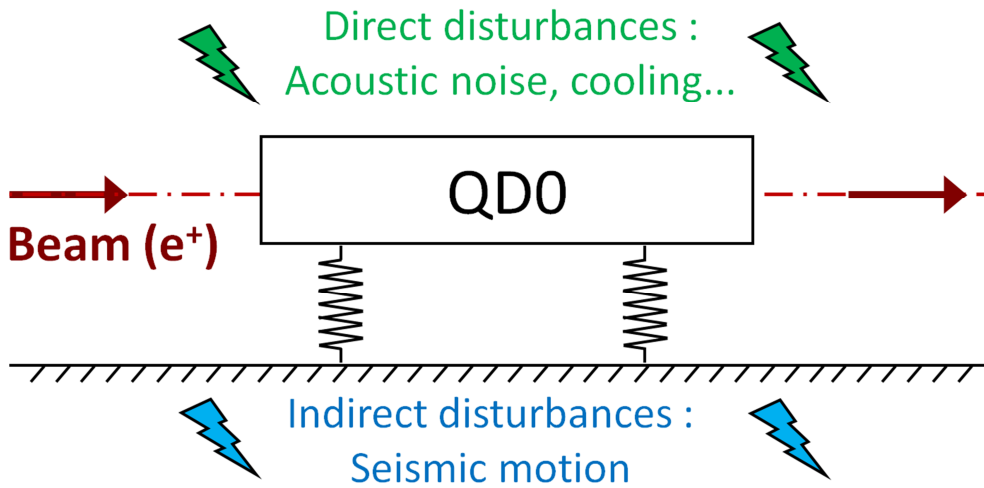 Direct disturbances :
Acoustic noise, cooling...
QD0
Beam (e⁺)
Indirect disturbances :
Seismic motion